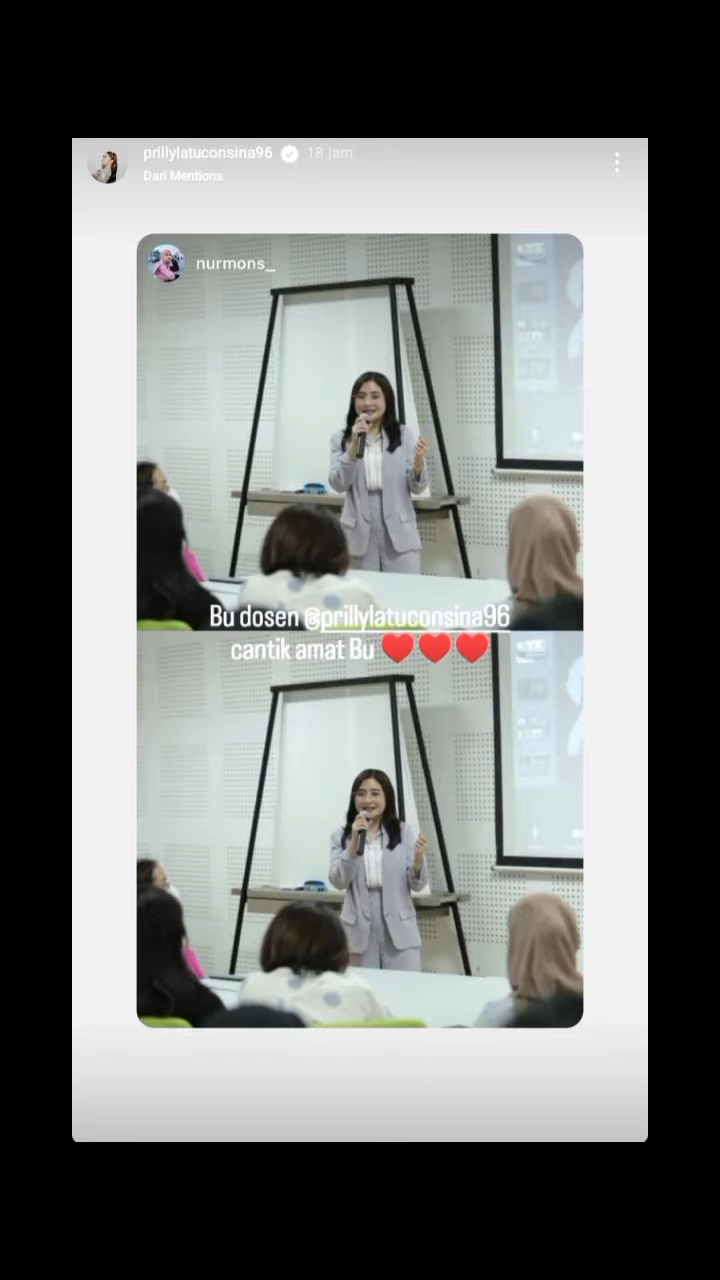 prillylatuconsina96 18 jam
Dari Mentions
nurmons_
Bu dosen @prillylatuconsina96
cantik amat Bu ❤️❤️❤️